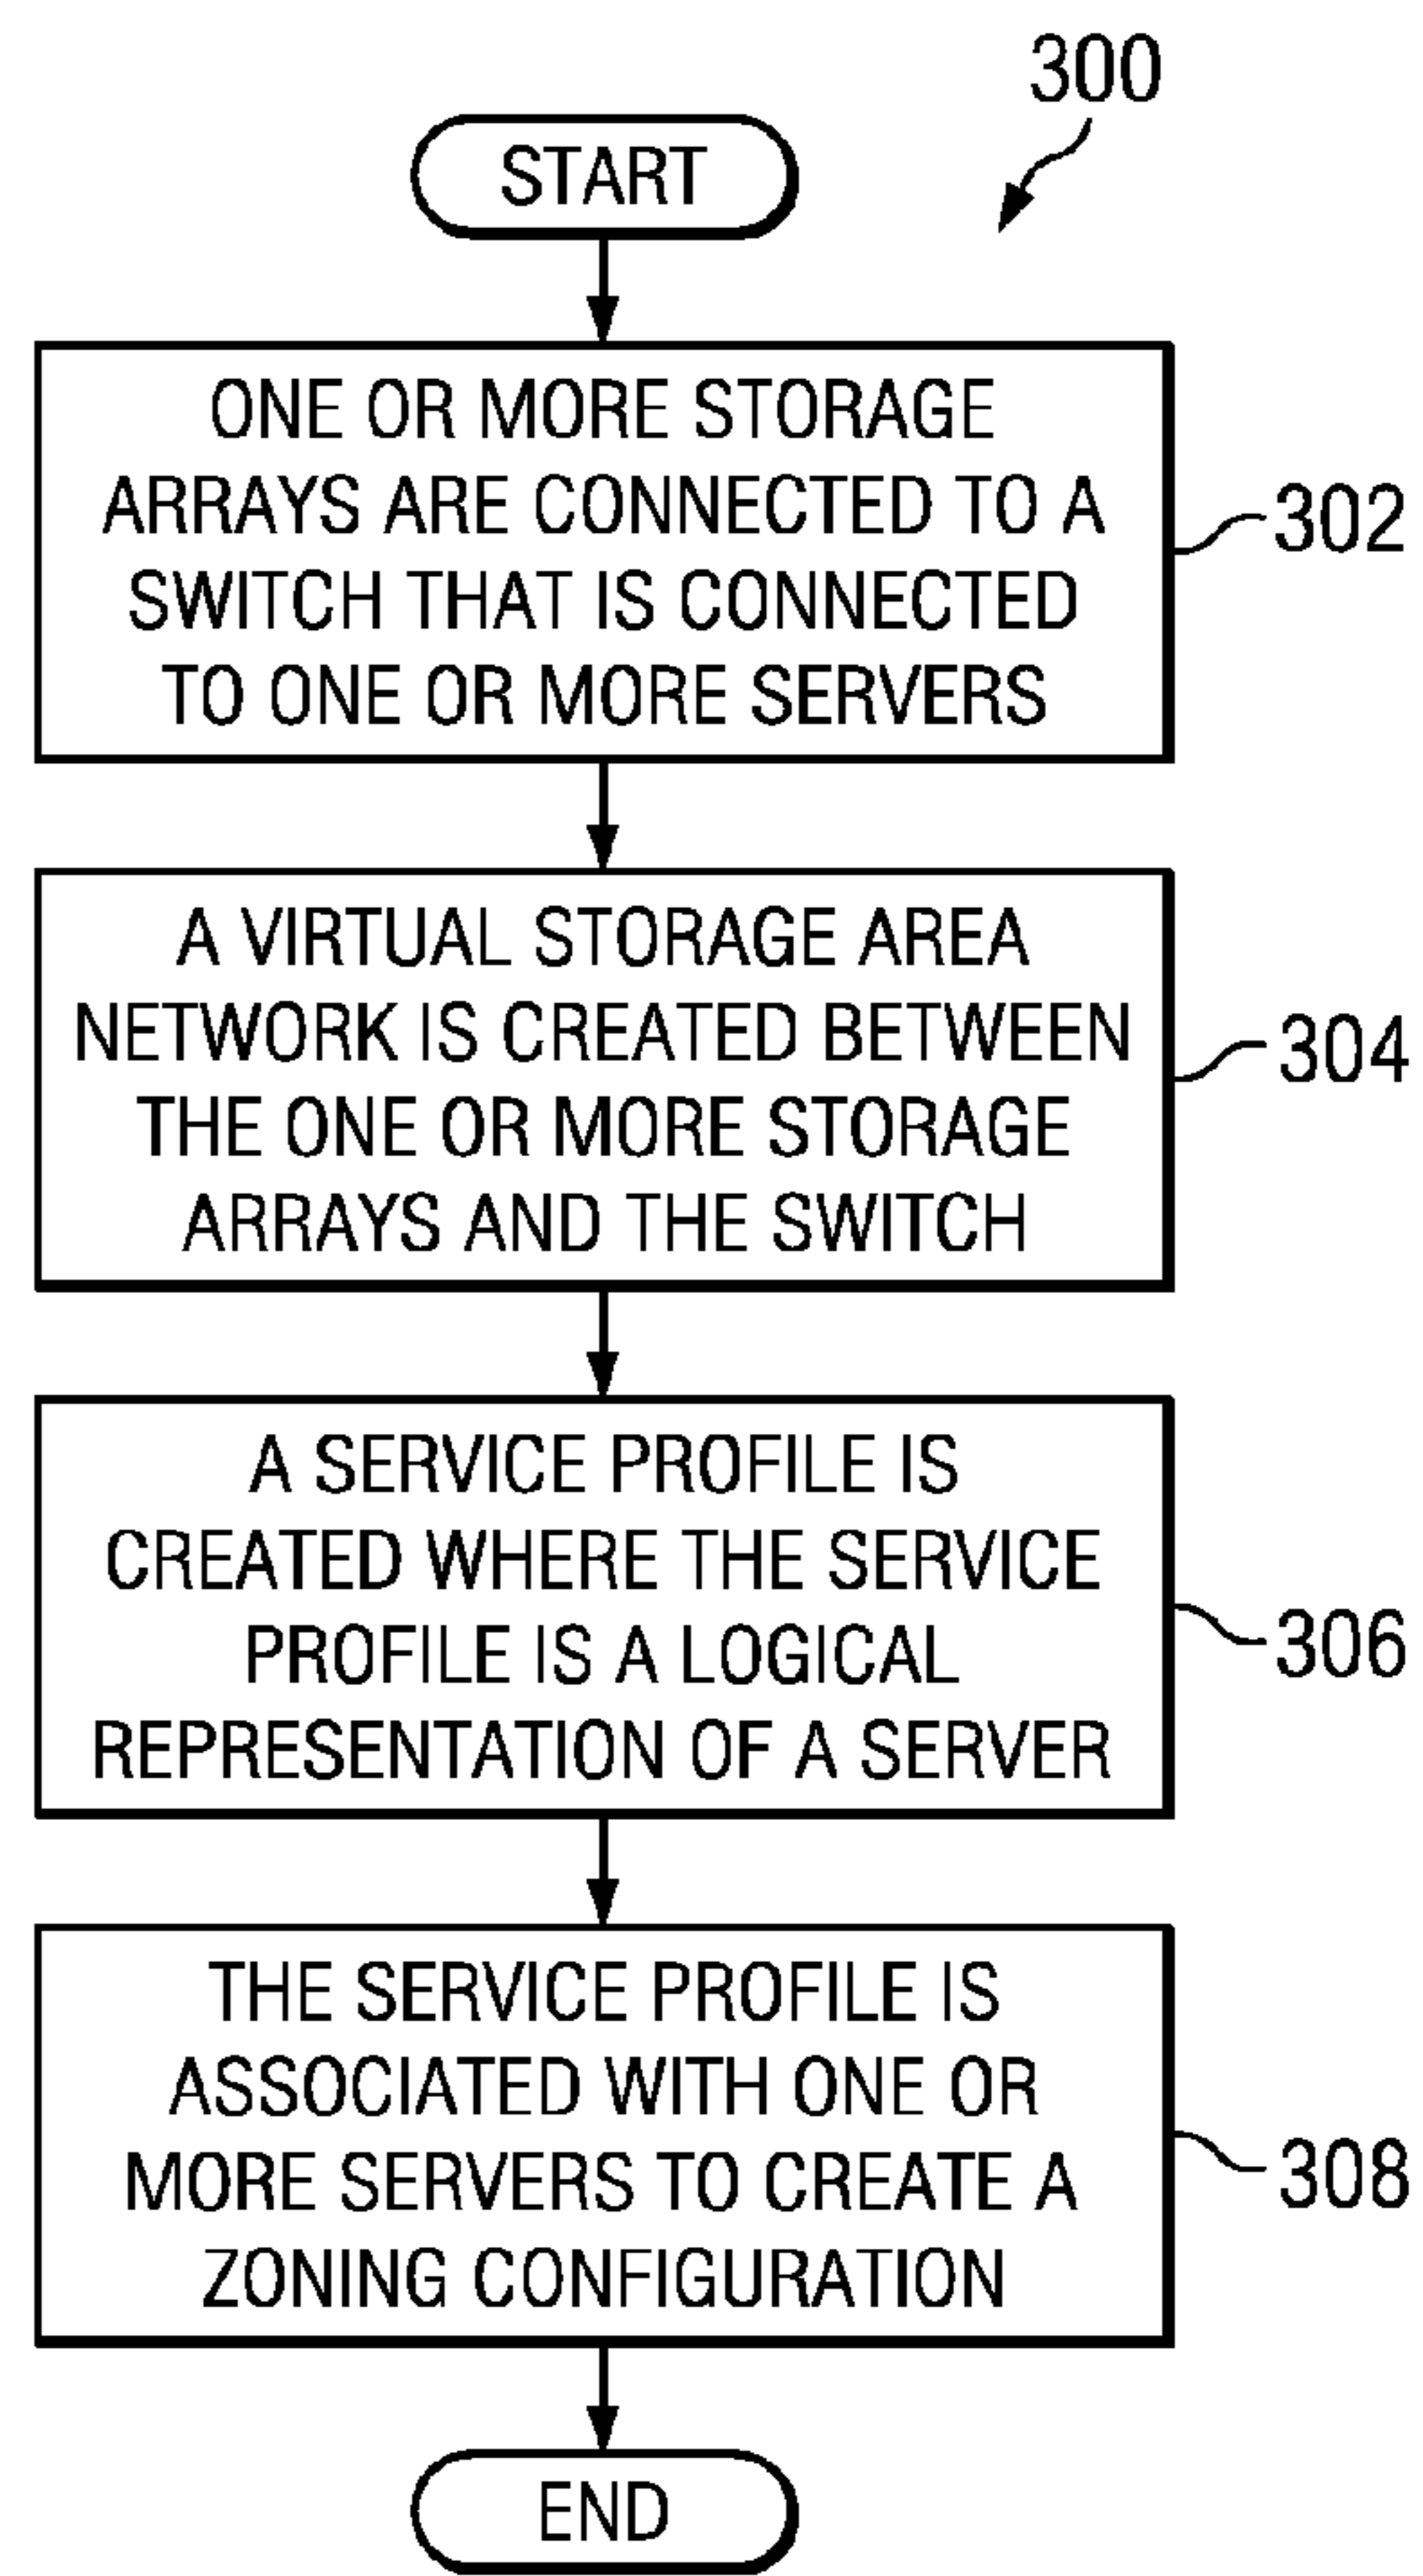 300
START
ONE OR MORE STORAGE
ARRAYS ARE CONNECTED TO A
SWITCH THAT IS CONNECTED
TO ONE OR MORE SERVERS
302
A VIRTUAL STORAGE AREA
NETWORK IS CREATED BETWEEN
THE ONE OR MORE STORAGE
ARRAYS AND THE SWITCH
304
A SERVICE PROFILE IS
CREATED WHERE THE SERVICE
PROFILE IS A LOGICAL
REPRESENTATION OF A SERVER
306
THE SERVICE PROFILE IS
ASSOCIATED WITH ONE OR
MORE SERVERS TO CREATE A
ZONING CONFIGURATION
308
END